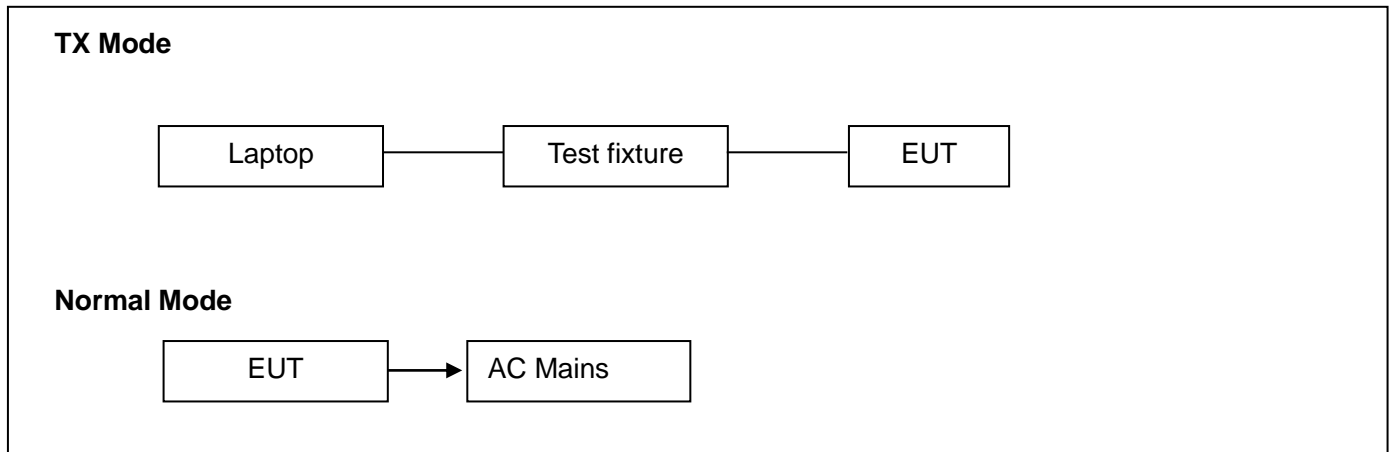 TX Mode
Laptop Test fixture EUT
Normal Mode
EUT AC Mains